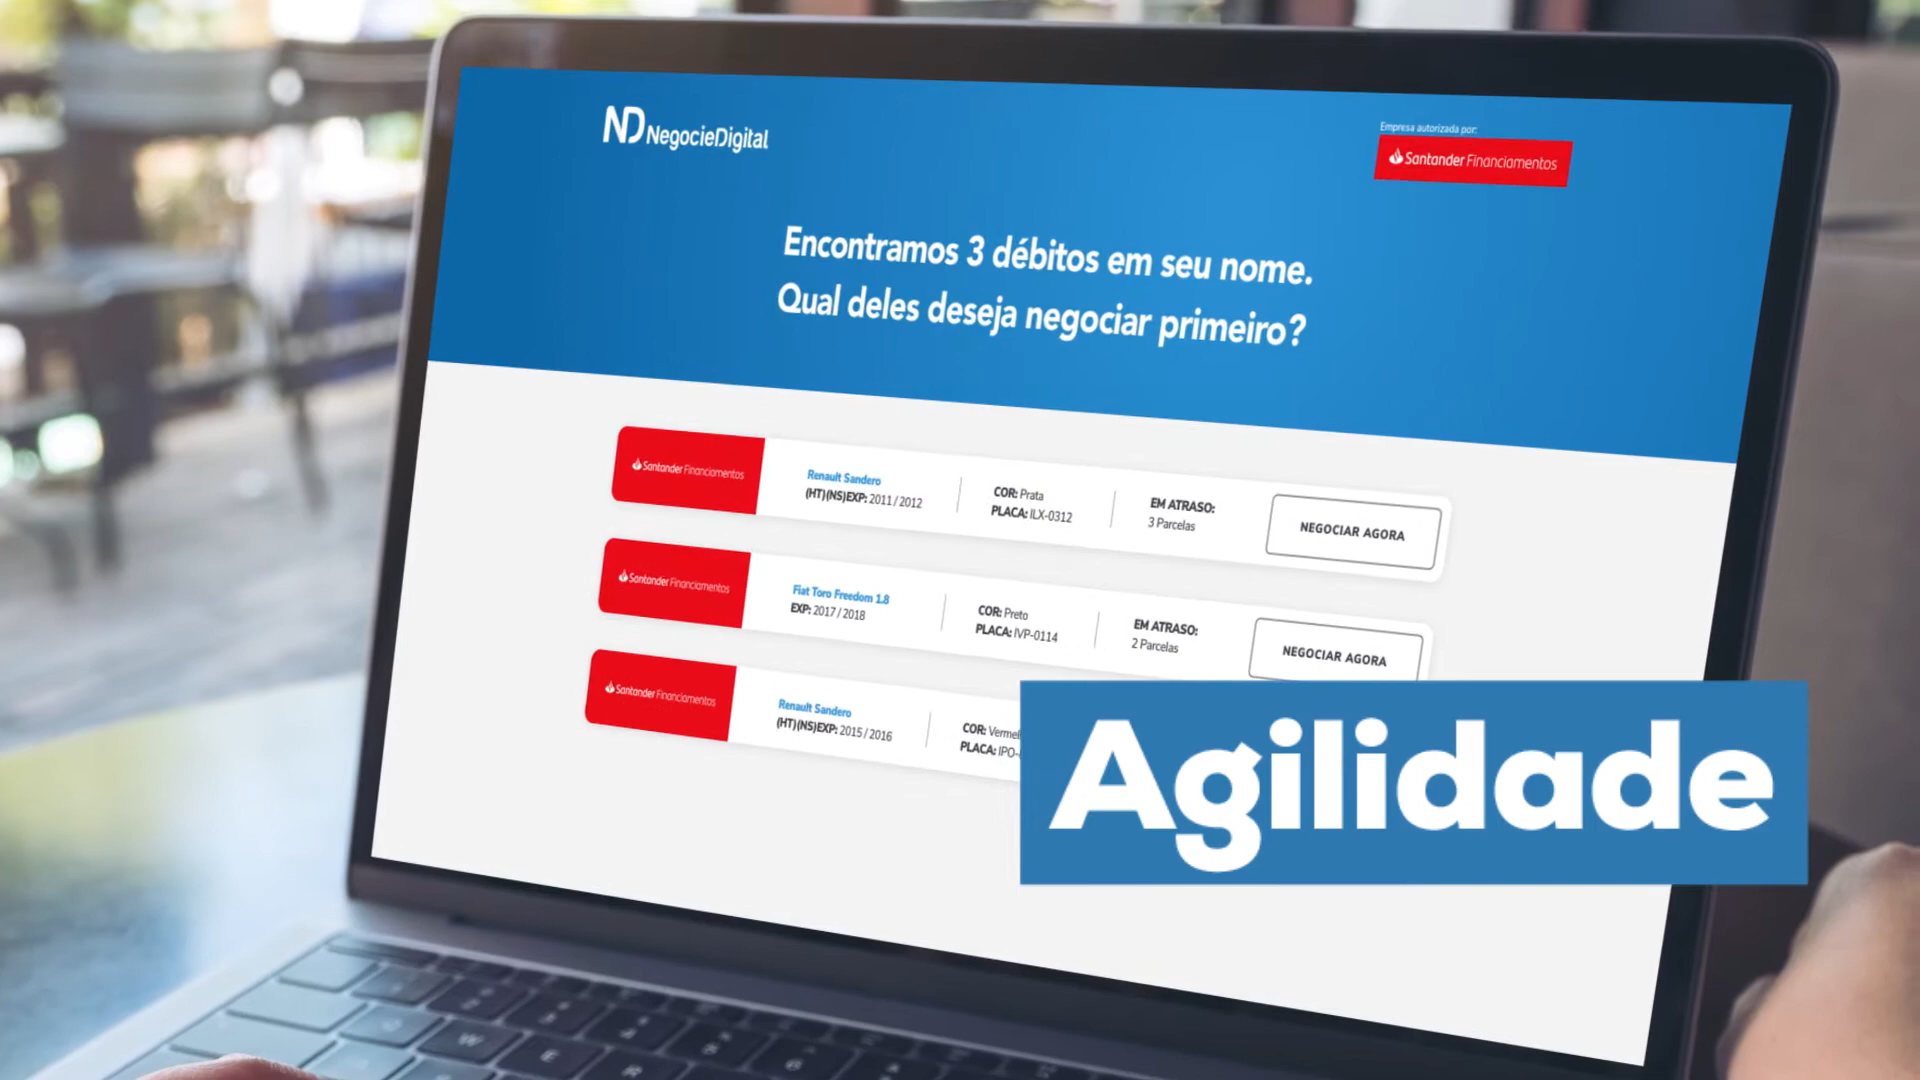 ND NegocieDigital
Empresa autorizada por:
Santander Financiamentos
Encontramos 3 débitos em seu nome.
Qual deles deseja negociar primeiro?
Santander Financiamentos
Renault Sandero
(HT)(NS)EXP: 2011 / 2012
COR: Prata
PLACA: ILX-0312
EM ATRASO:
3 Parcelas
NEGOCIAR AGORA
Santander Financiamentos
Fiat Toro Freedom 1.8
EXP: 2017 / 2018
COR: Preto
PLACA: IVP-0114
EM ATRASO:
2 Parcelas
NEGOCIAR AGORA
Santander Financiamentos
Renault Sandero
(HT)(NS)EXP: 2015 / 2016
COR:
PLACA: IPO-
Agilidade
W
E
R